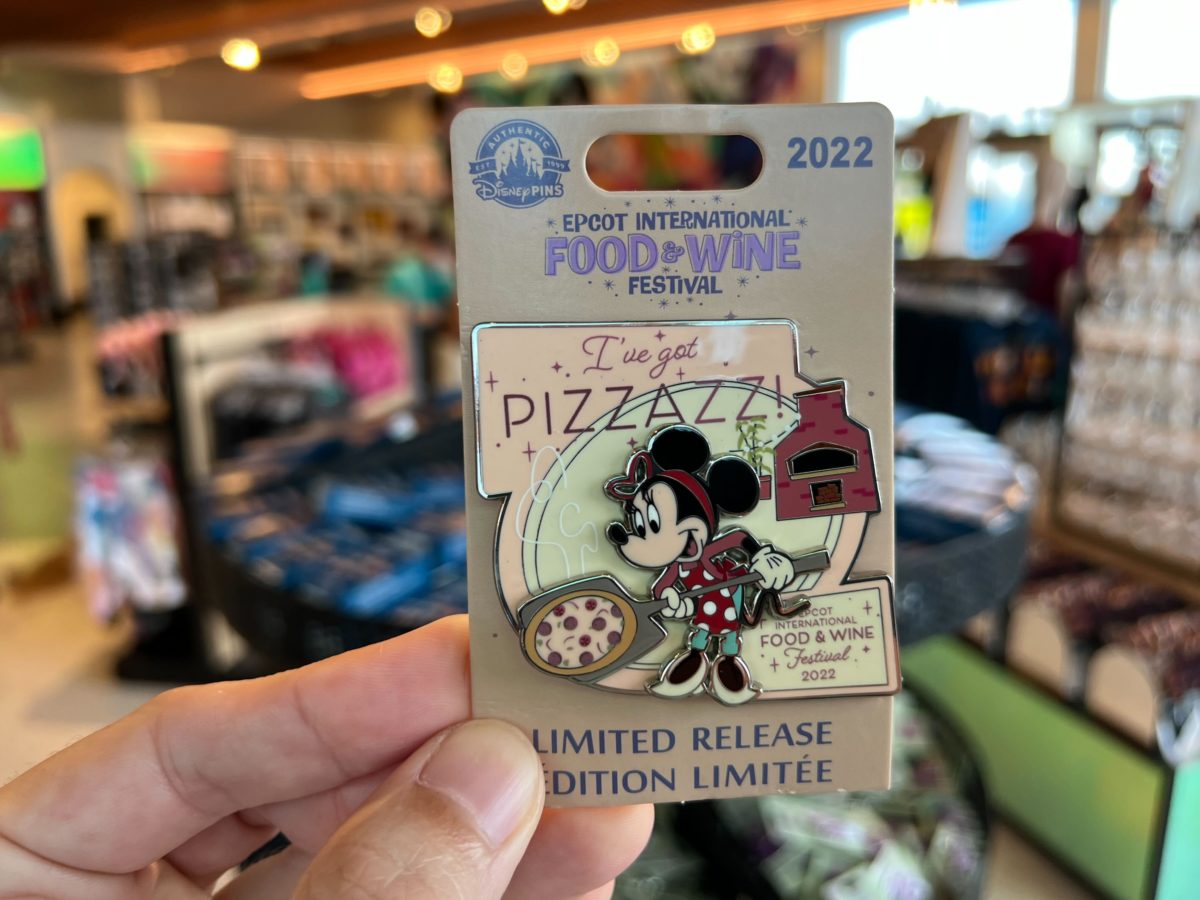 AUTHENTIC
EST. 1999
Disney PINS
2022
EPCOT INTERNATIONAL
FOOD & WINE
FESTIVAL
I've got
PIZZAZZ!
EPCOT
INTERNATIONAL
FOOD & WINE
Festival
2022
LIMITED RELEASE
EDITION LIMITÉE